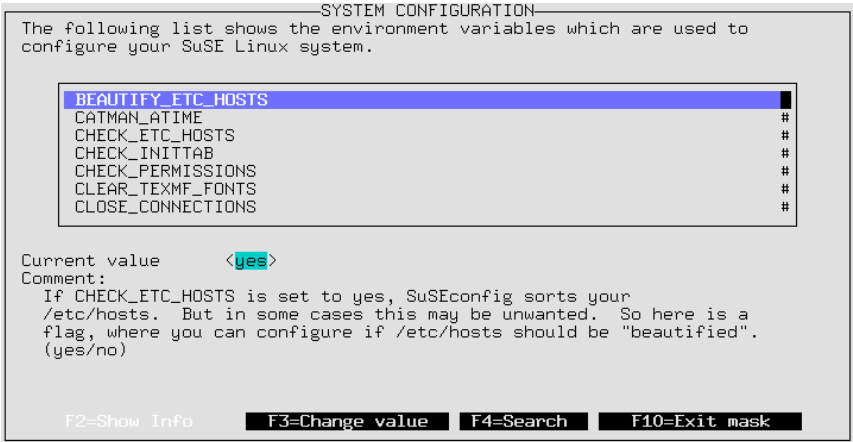 SYSTEM CONFIGURATION
The following list shows the environment variables which are used to
configure your SuSE Linux system.
BEAUTIFY_ETC_HOSTS
CATMAN_ATIME #
CHECK_ETC_HOSTS #
CHECK_INITTAB #
CHECK_PERMISSIONS #
CLEAR_TEXMF_FONTS #
CLOSE_CONNECTIONS #
Current value <yes>
Comment:
If CHECK_ETC_HOSTS is set to yes, SuSEconfig sorts your
/etc/hosts. But in some cases this may be unwanted. So here is a
flag, where you can configure if /etc/hosts should be "beautified".
(yes/no)
F2=Show Info F3=Change value F4=Search F10=Exit mask